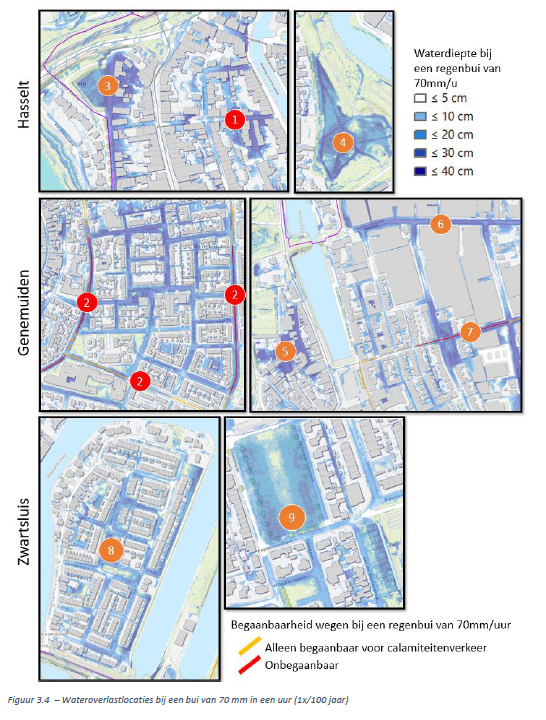 Hasselt
3
1
4
Waterdiepte bij
een regenbui van
70mm/u
≤ 5 cm
≤ 10 cm
≤ 20 cm
≤ 30 cm
≤ 40 cm
Genemuiden
2
2
2
6
7
5
Zwartsluis
8
9
Begaanbaarheid wegen bij een regenbui van 70mm/uur
Alleen begaanbaar voor calamiteitenverkeer
Onbegaanbaar
Figuur 3.4 – Wateroverlastlocaties bij een bui van 70 mm in een uur (1x/100 jaar)